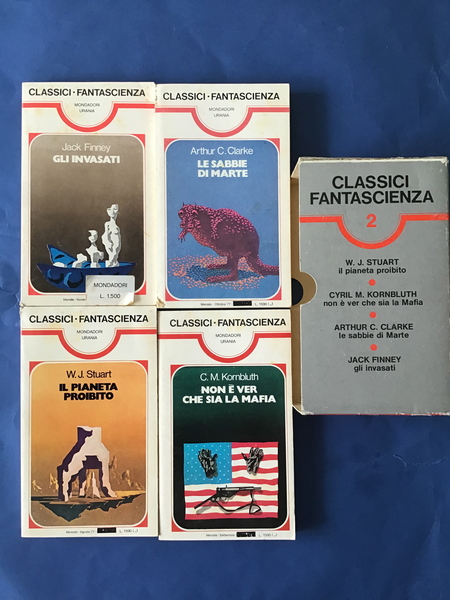 CLASSICI • FANTASCIENZA
MONDADORI
URANIA
Jack Finney
GLI INVASATI
MONDADORI
L. 1.500
CLASSICI • FANTASCIENZA
MONDADORI
URANIA
Arthur C. Clarke
LE SABBIE
DI MARTE
CLASSICI • FANTASCIENZA
MONDADORI
URANIA
W. J. Stuart
IL PIANETA
PROIBITO
CLASSICI • FANTASCIENZA
MONDADORI
URANIA
C. M. Kornbluth
NON È VER
CHE SIA LA MAFIA
CLASSICI
FANTASCIENZA
2
W. J. STUART
il pianeta proibito
CYRIL M. KORNBLUTH
non è ver che sia la Mafia
ARTHUR C. CLARKE
le sabbie di Marte
JACK FINNEY
gli invasati